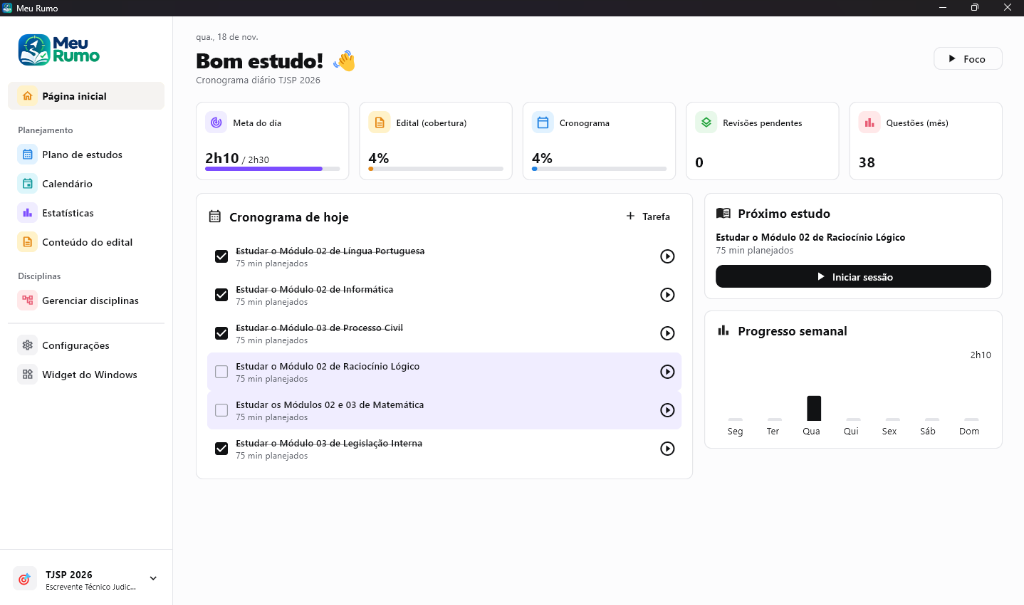 Meu Rumo
Meu
Rumo
Página inicial
Planejamento
Plano de estudos
Calendário
Estatísticas
Conteúdo do edital
Disciplinas
Gerenciar disciplinas
Configurações
Widget do Windows
TJSP 2026
Escrevente Técnico Judic...
qua., 18 de nov.
Bom estudo! 👋
Cronograma diário TJSP 2026
Foco
Meta do dia
2h10 / 2h30
Edital (cobertura)
4%
Cronograma
4%
Revisões pendentes
0
Questões (mês)
38
Cronograma de hoje
+ Tarefa
Estudar o Módulo 02 de Língua Portuguesa
75 min planejados
Estudar o Módulo 02 de Informática
75 min planejados
Estudar o Módulo 03 de Processo Civil
75 min planejados
Estudar o Módulo 02 de Raciocínio Lógico
75 min planejados
Estudar os Módulos 02 e 03 de Matemática
75 min planejados
Estudar o Módulo 03 de Legislação Interna
75 min planejados
Próximo estudo
Estudar o Módulo 02 de Raciocínio Lógico
75 min planejados
Iniciar sessão
Progresso semanal
2h10
Seg Ter Qua Qui Sex Sáb Dom